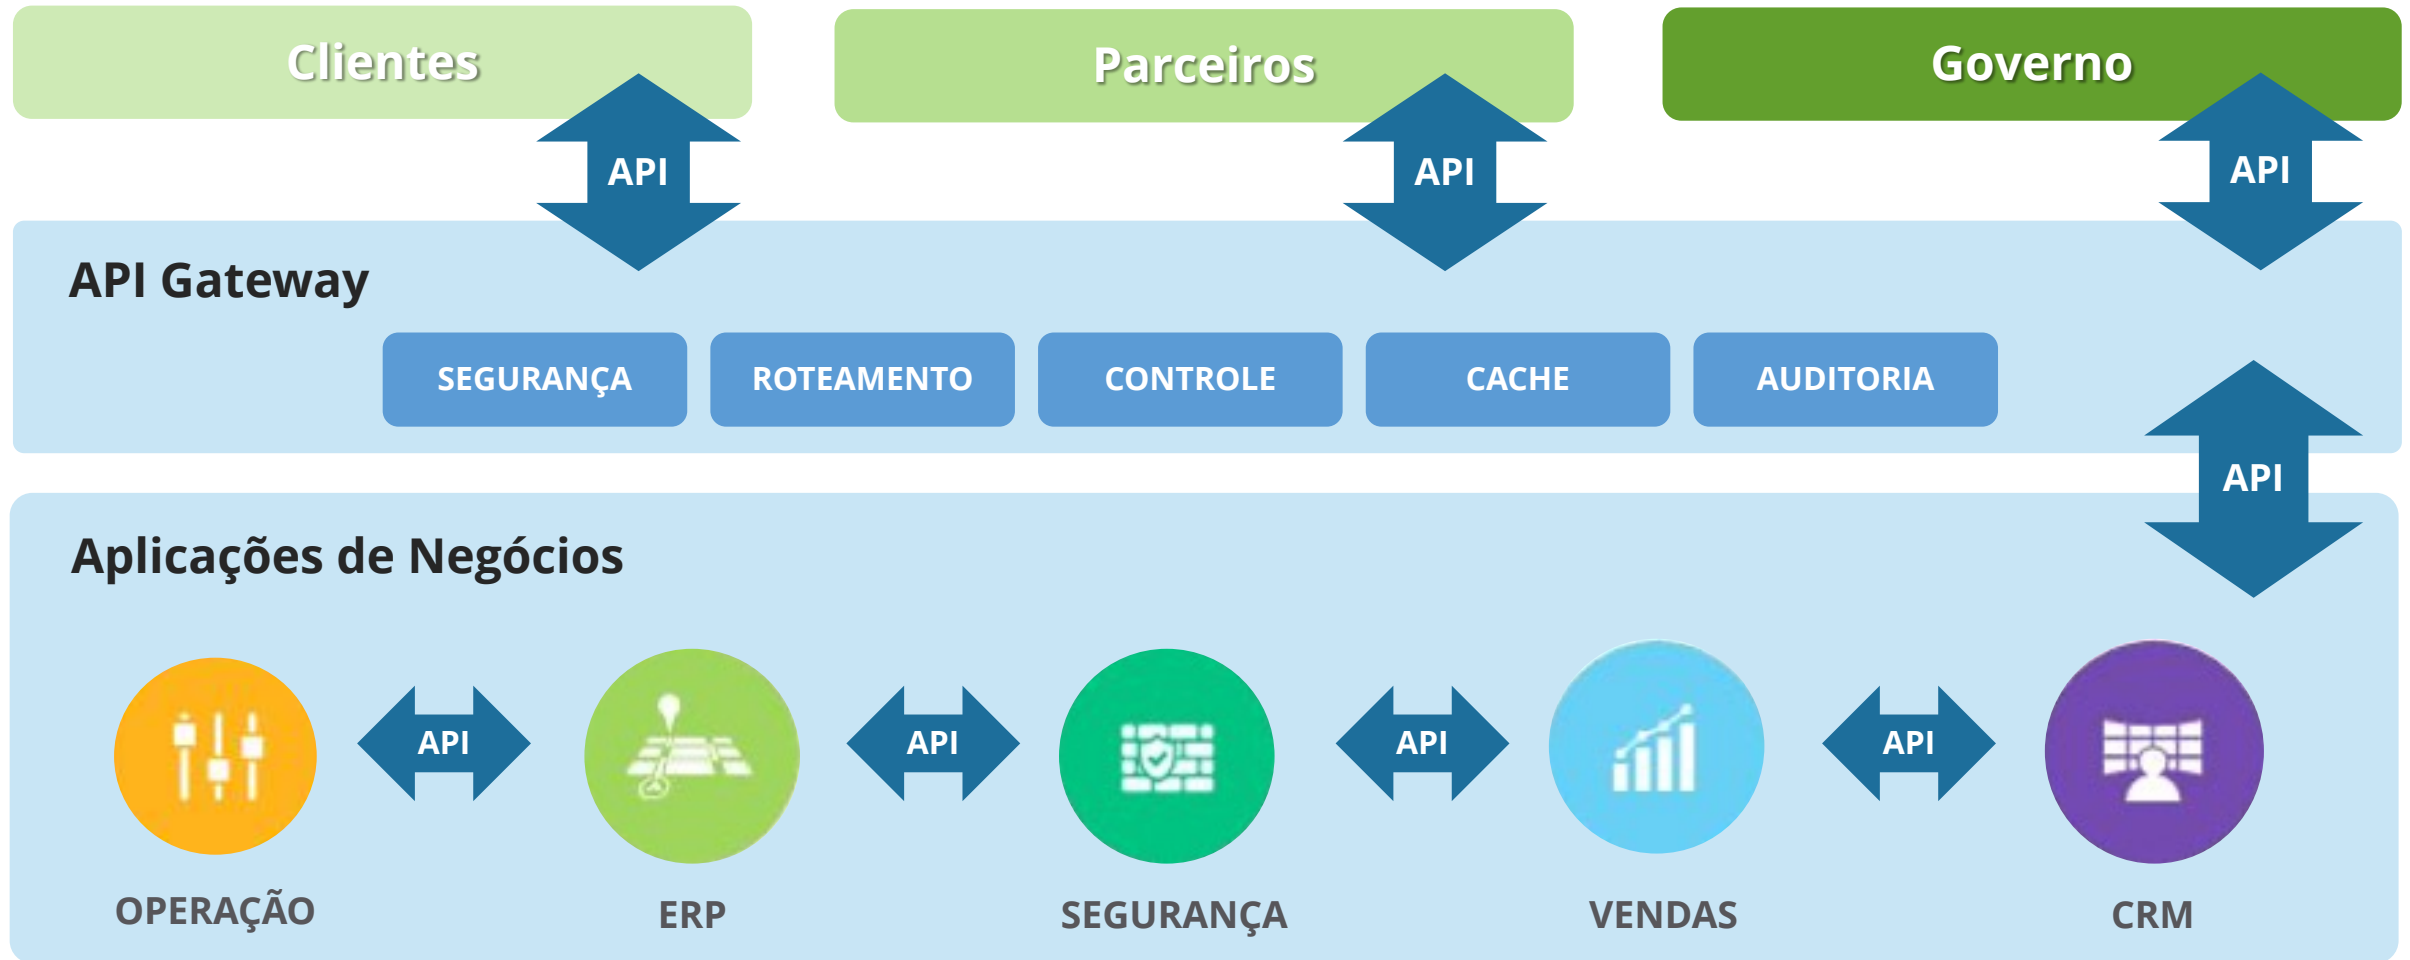 Clientes
Parceiros
Governo
API
API
API
API Gateway
SEGURANÇA
ROTEAMENTO
CONTROLE
CACHE
AUDITORIA
API
Aplicações de Negócios
API
API
API
API
OPERAÇÃO
ERP
SEGURANÇA
VENDAS
CRM